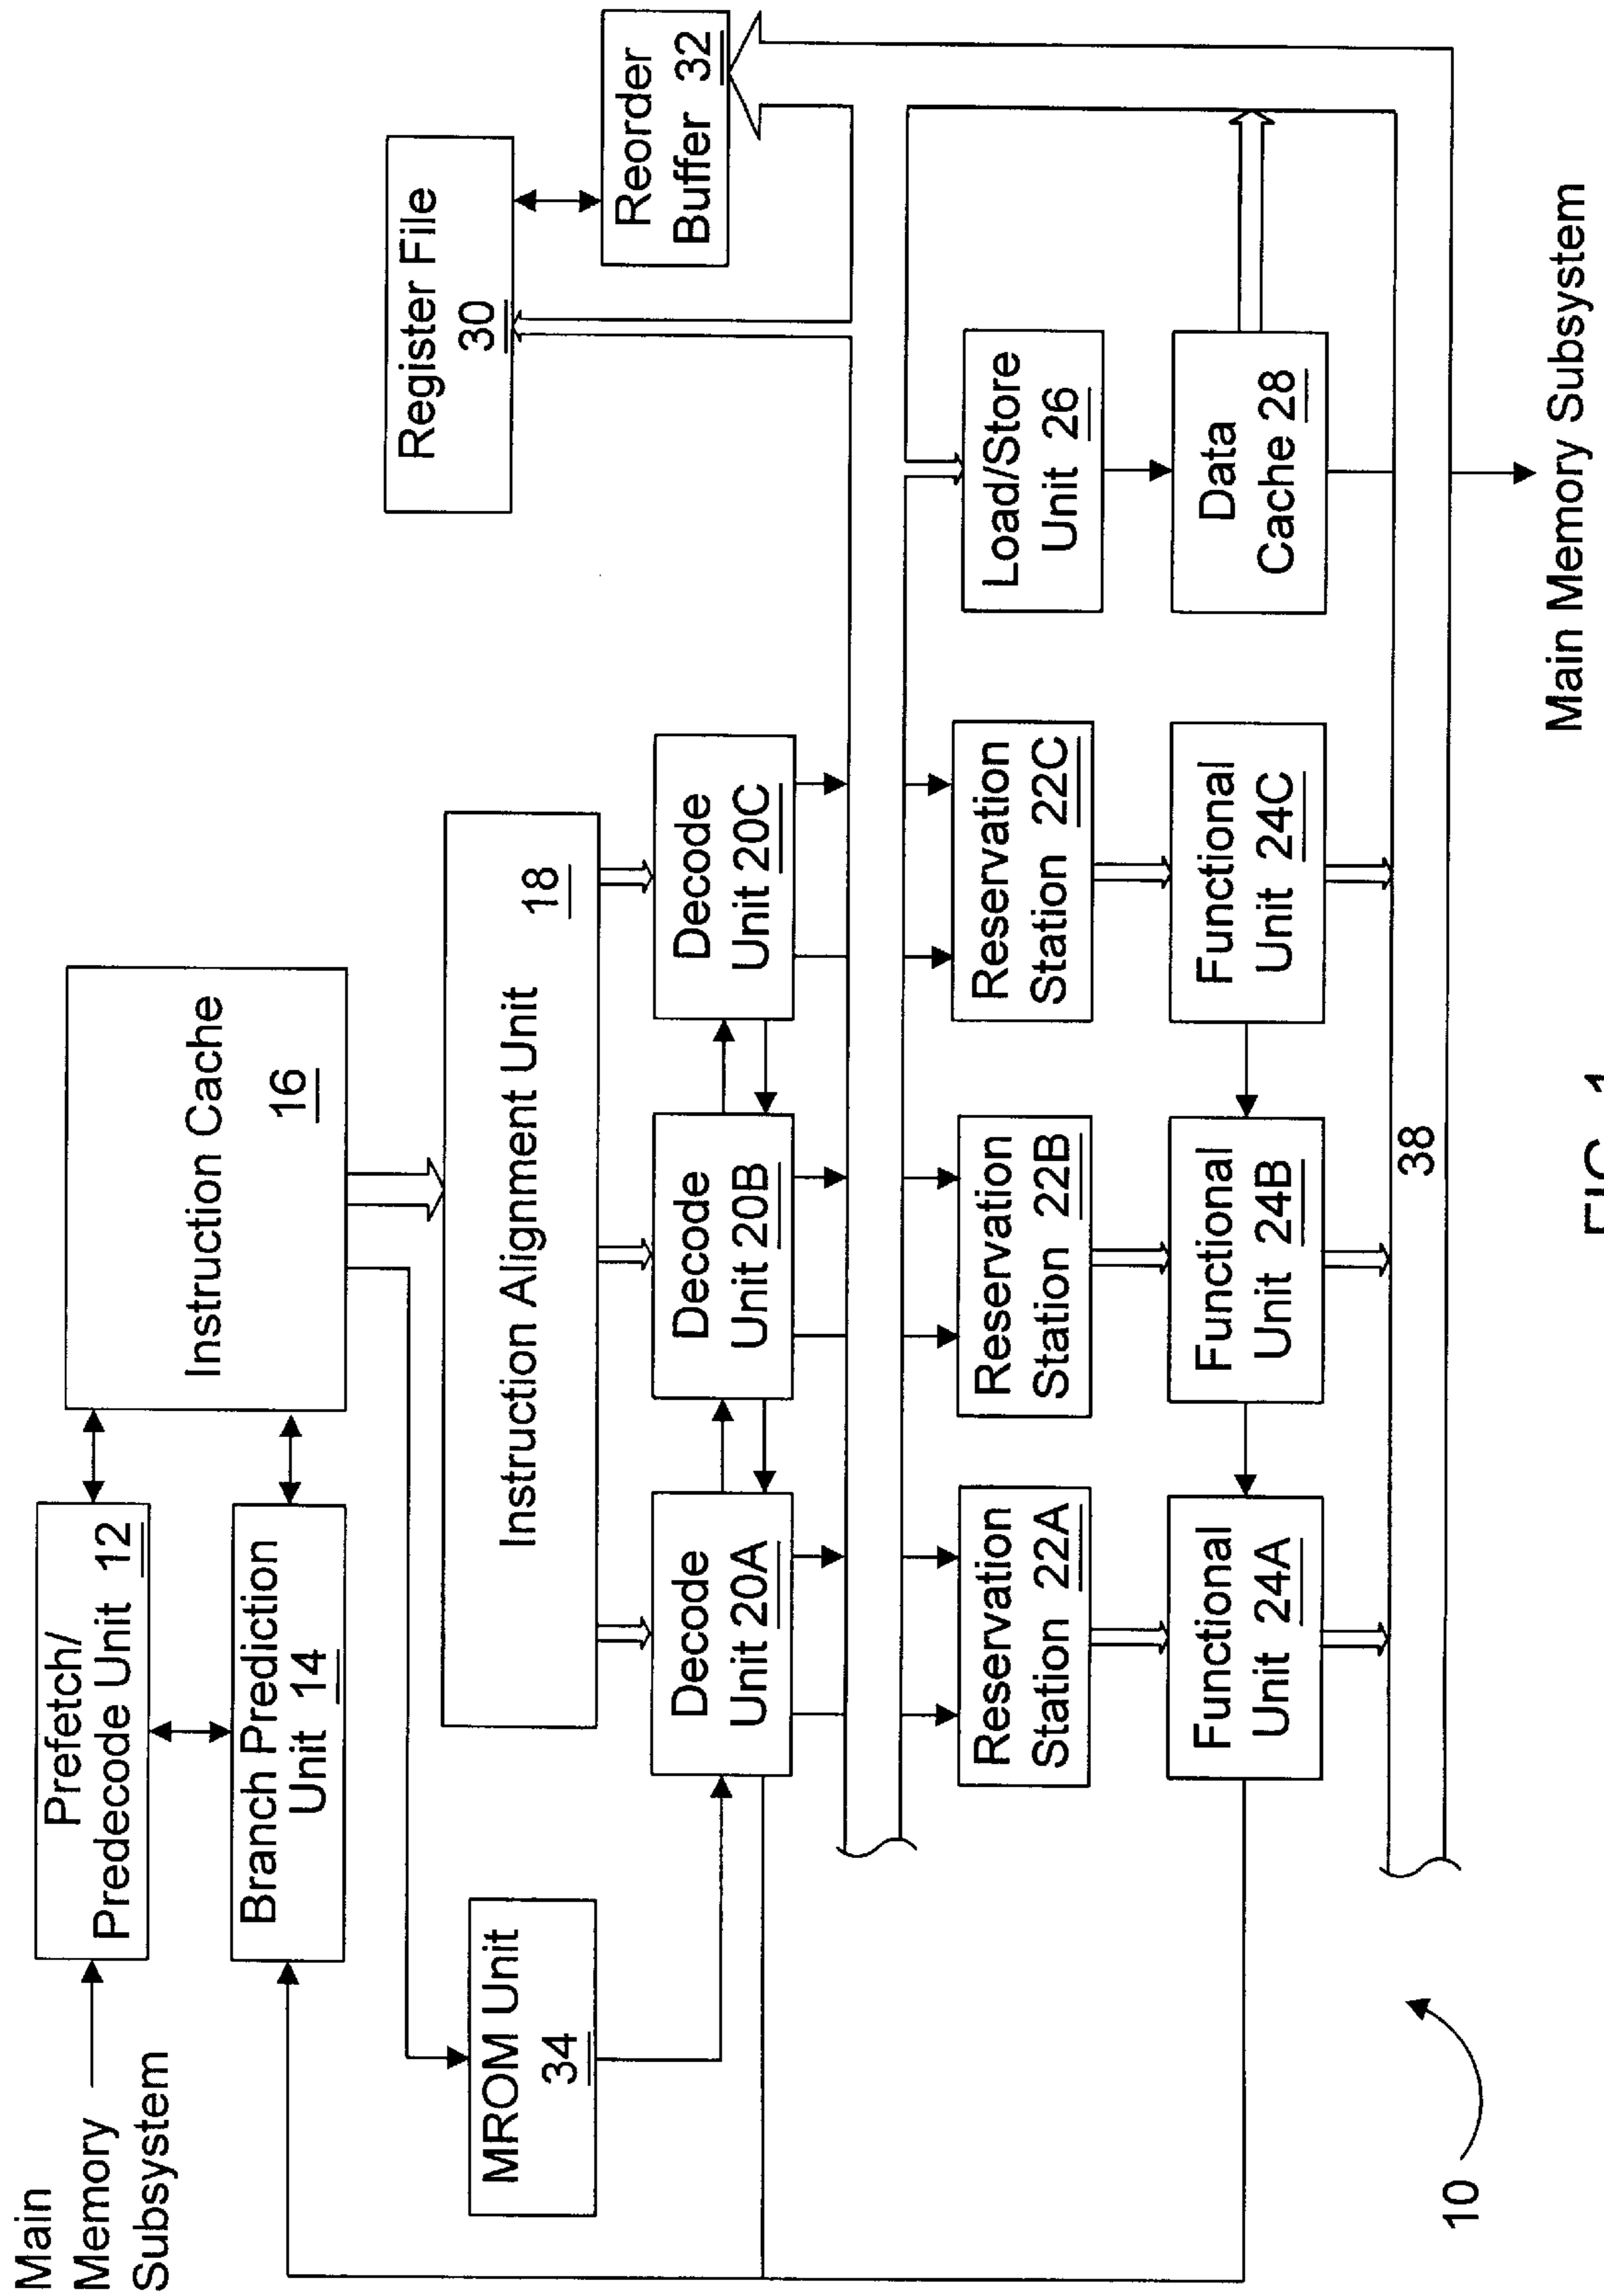 Main
Memory
Subsystem
Prefetch/
Predecode Unit 12
Branch Prediction
Unit 14
Instruction Cache
16
MROM Unit
34
Instruction Alignment Unit
18
Register File
30
Reorder
Buffer 32
Decode
Unit 20A
Decode
Unit 20B
Decode
Unit 20C
Reservation
Station 22A
Reservation
Station 22B
Reservation
Station 22C
Load/Store
Unit 26
Functional
Unit 24A
Functional
Unit 24B
Functional
Unit 24C
Data
Cache 28
38
10
Main Memory Subsystem
FIG. 1